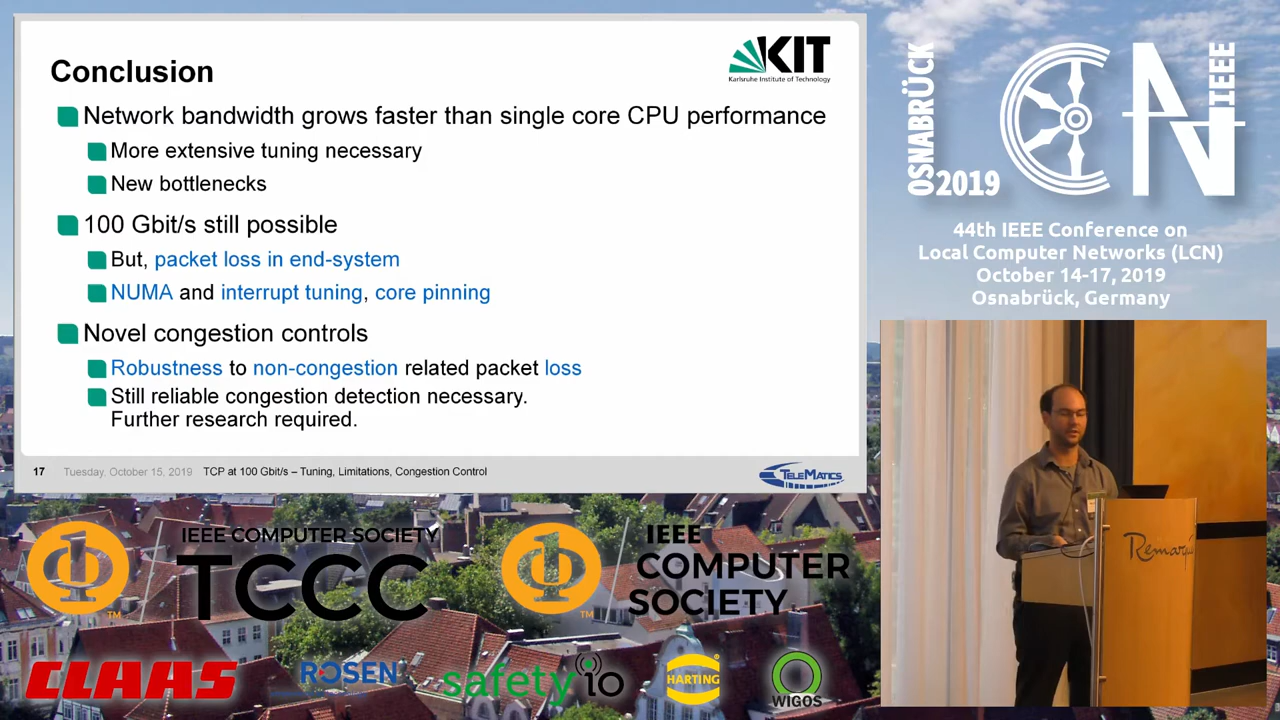 Conclusion
KIT
Karlsruhe Institute of Technology
Network bandwidth grows faster than single core CPU performance
More extensive tuning necessary
New bottlenecks
100 Gbit/s still possible
But, packet loss in end-system
NUMA and interrupt tuning, core pinning
Novel congestion controls
Robustness to non-congestion related packet loss
Still reliable congestion detection necessary.
Further research required.
17 Tuesday, October 15, 2019 TCP at 100 Gbit/s – Tuning, Limitations, Congestion Control
TELEMATICS
OSNABRÜCK
2019
LCN
IEEE
44th IEEE Conference on
Local Computer Networks (LCN)
October 14-17, 2019
Osnabrück, Germany
Remarque
IEEE COMPUTER SOCIETY
TCCC
TM
IEEE
COMPUTER
SOCIETY
TM
CLAAS
ROSEN
safety io
HARTING
WIGOS